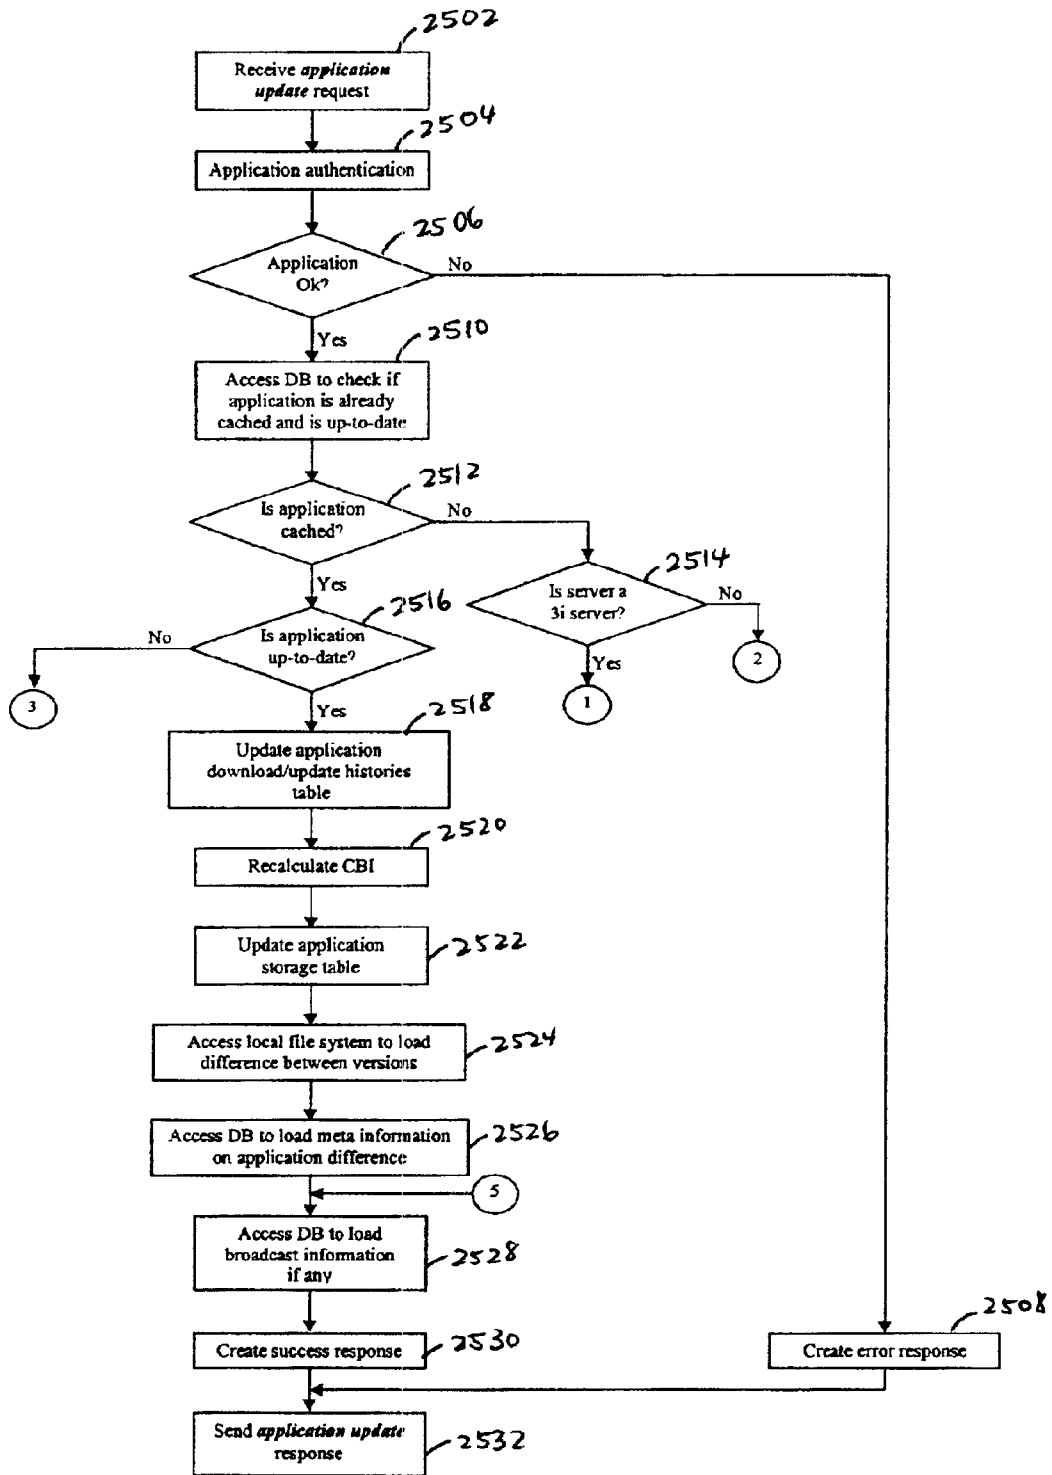 2502
Receive application
update request
2504
Application authentication
2506
Application
Ok?
No
Yes
2510
Access DB to check if
application is already
cached and is up-to-date
2512
Is application
cached?
No
Yes
2514
Is server a
3i server?
No
2
Yes
1
2516
Is application
up-to-date?
No
3
Yes
2518
Update application
download/update histories
table
2520
Recalculate CBI
Update application
storage table
2522
Access local file system to load
difference between versions
2524
Access DB to load meta information
on application difference
2526
5
Access DB to load
broadcast information
if any
2528
2508
Create success response
2530
Create error response
Send application update
response
2532